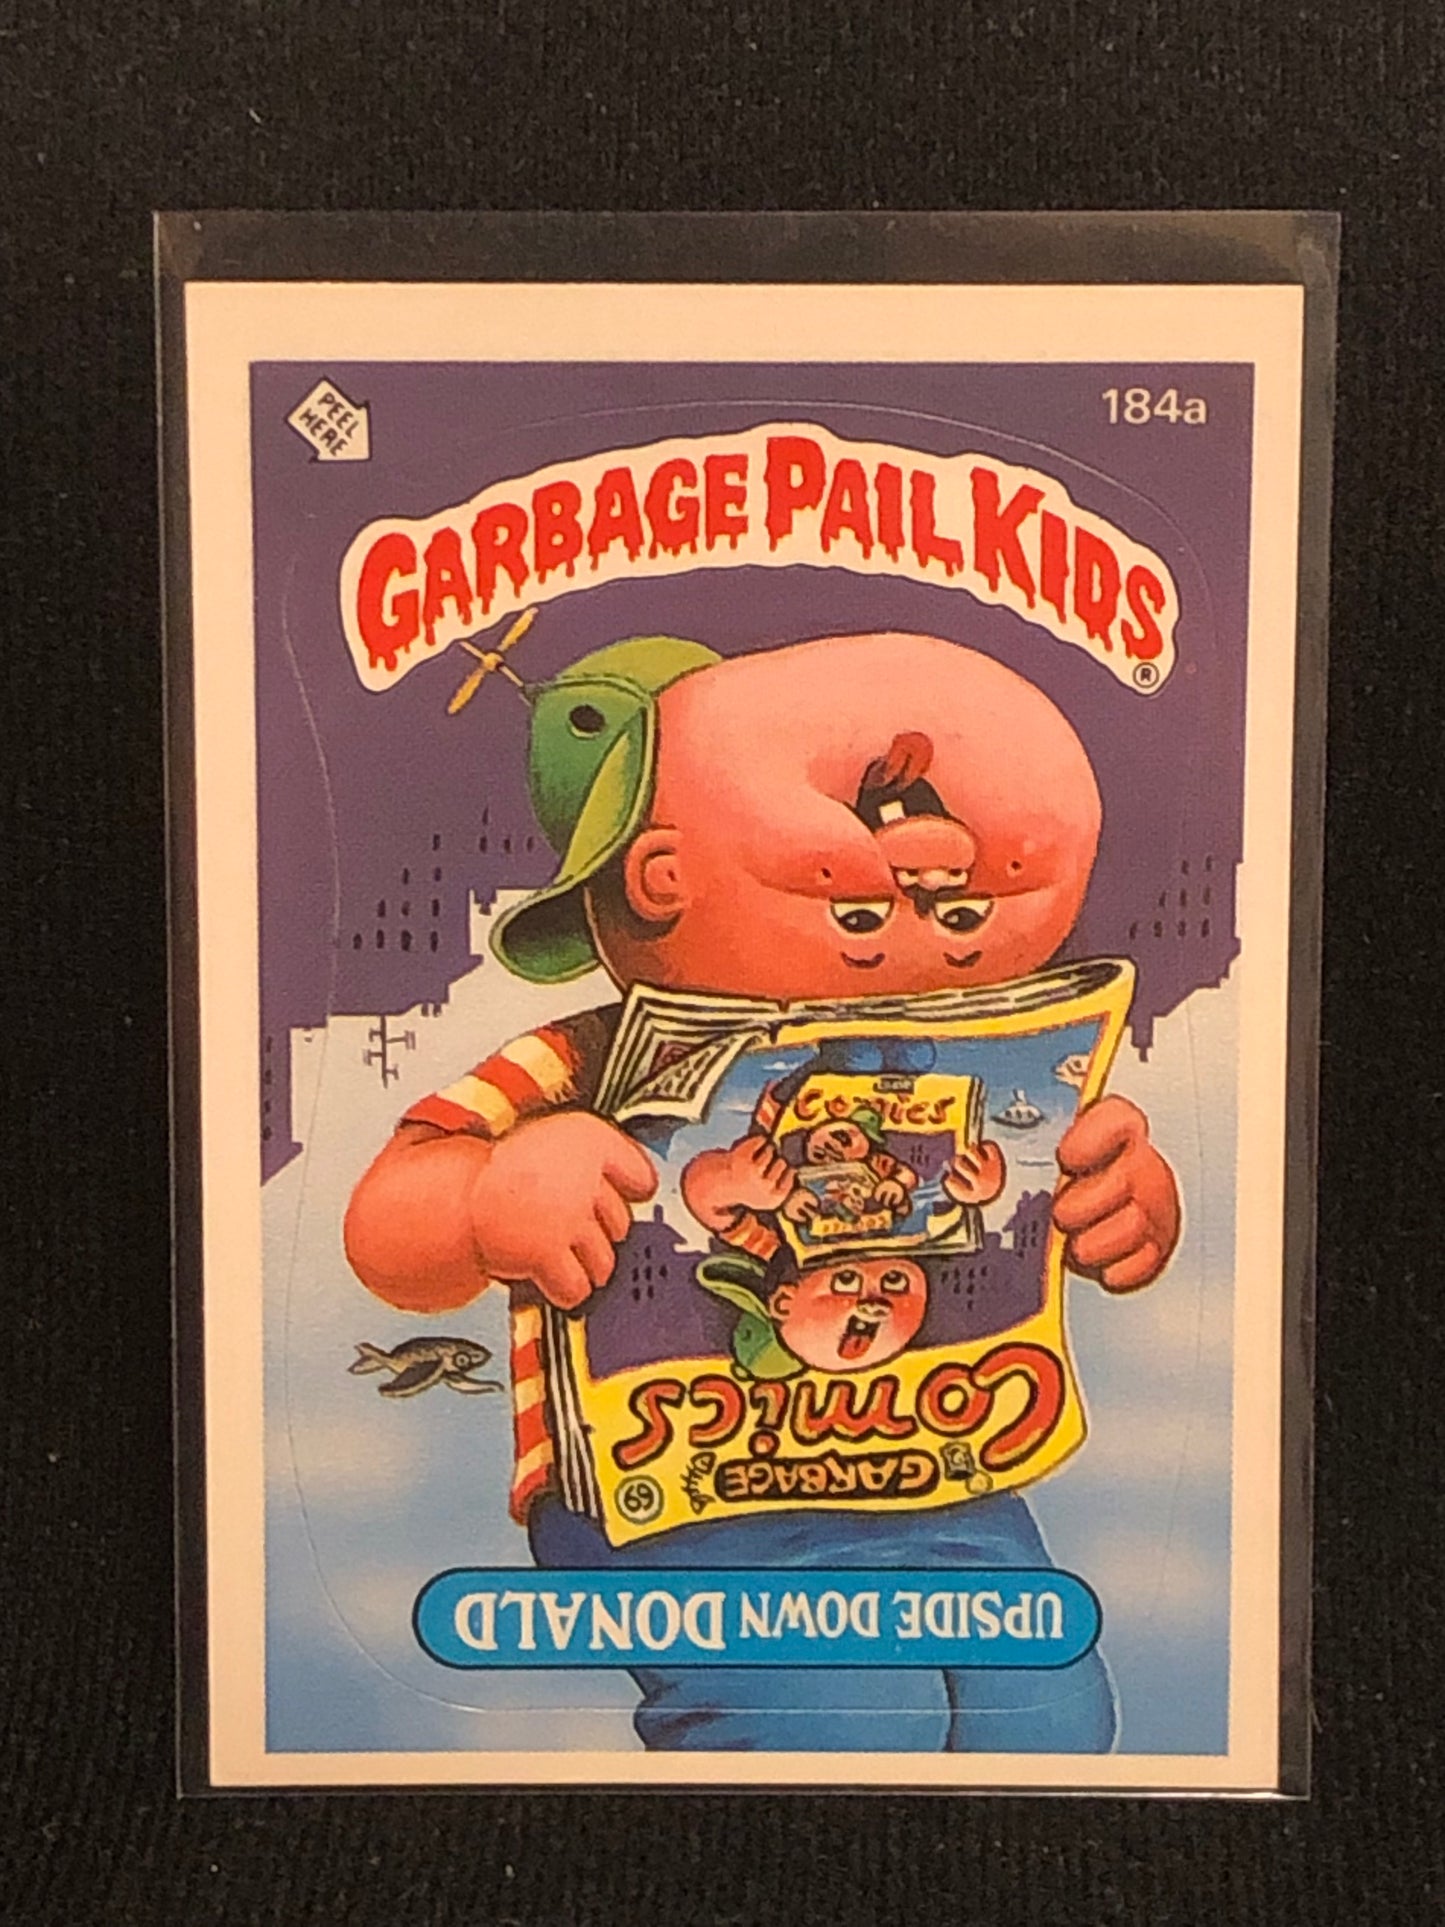 PEEL
HERE
184a
GARBAGE PAIL KIDS
®
Comics
Comics
GARBAGE
69
UPSIDE DOWN DONALD